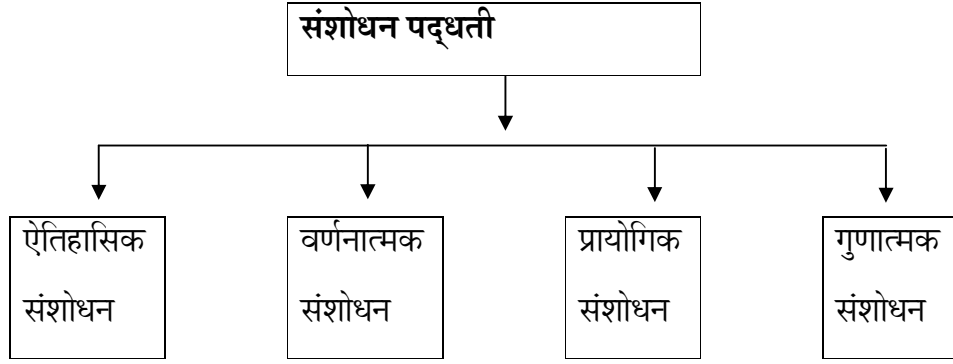 संशोधन पद्धती
ऐतिहासिक
संशोधन
वर्णनात्मक
संशोधन
प्रायोगिक
संशोधन
गुणात्मक
संशोधन